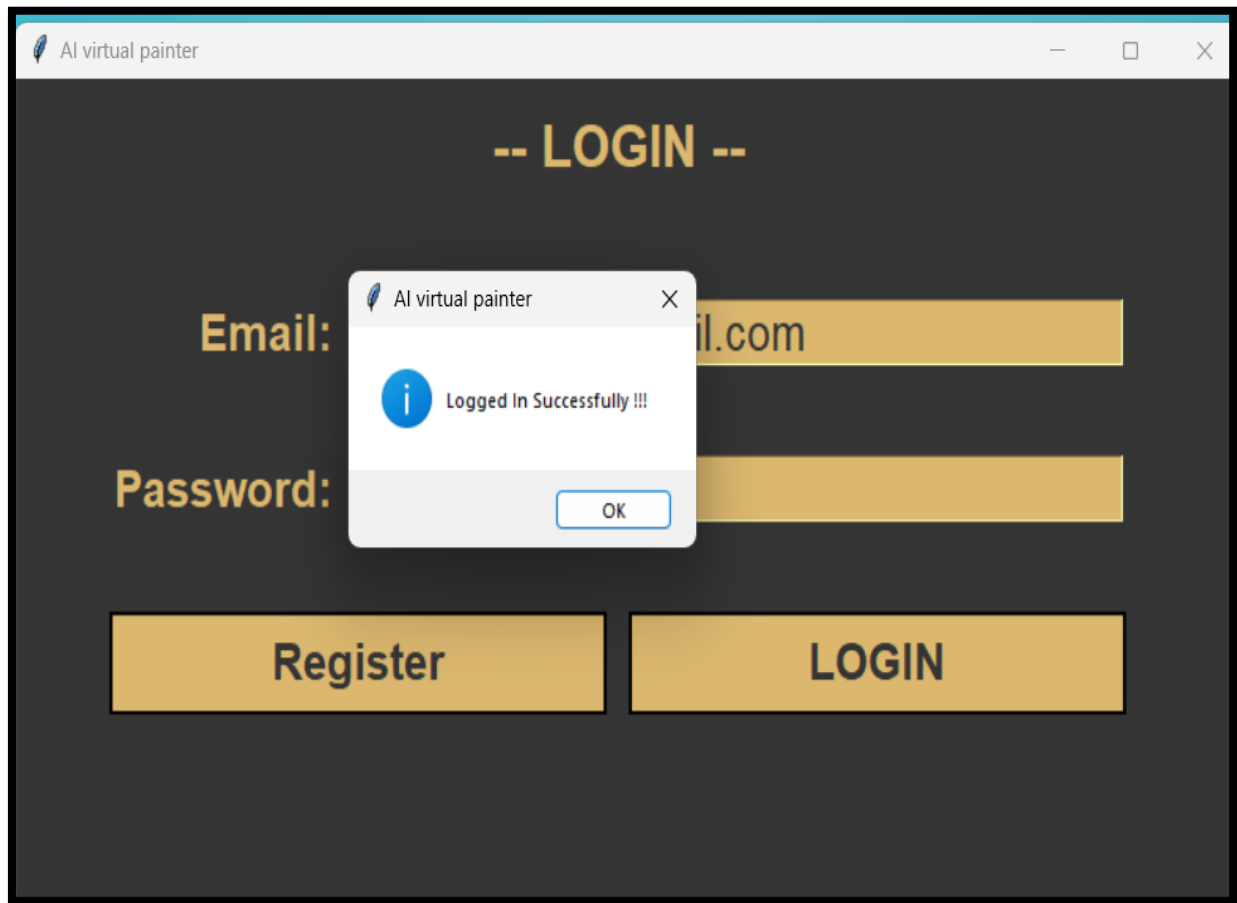 AI virtual painter
-- LOGIN --
AI virtual painter
Email:
il.com
Logged In Successfully !!!
Password:
OK
Register
LOGIN